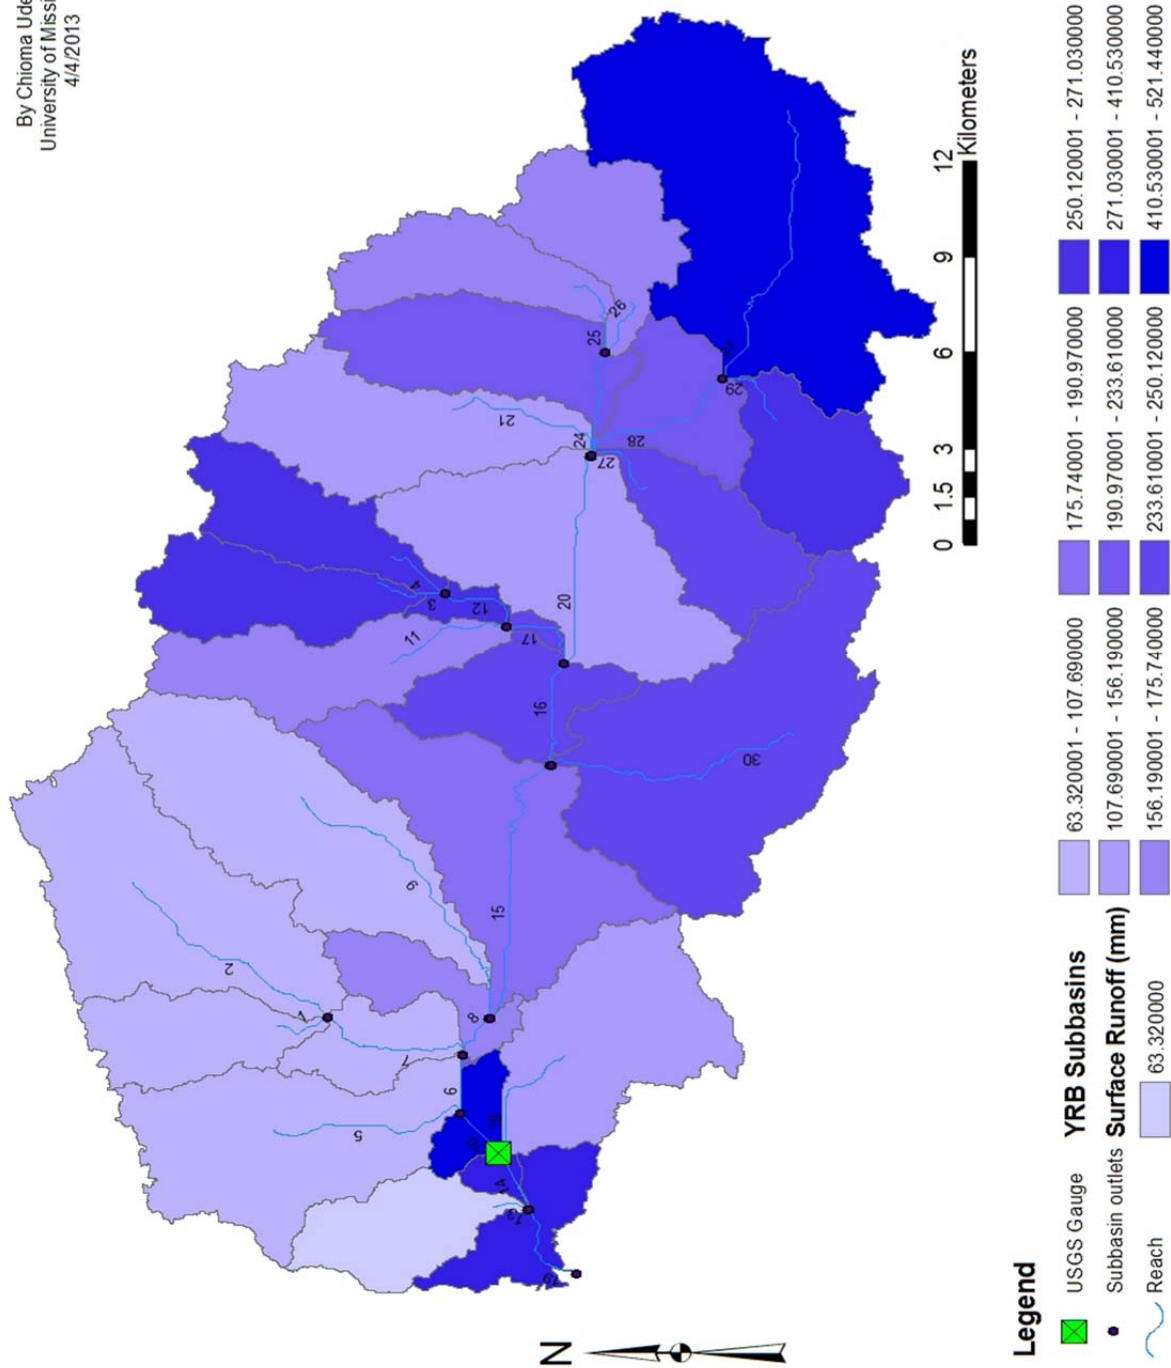 By Chioma Ude
University of Missi
4/4/2013
2
1
5
7
9
6
8
15
11
4
3
12
17
16
20
21
24
25
26
27
28
29
30
14
13
18
19
N
0 1.5 3 6 9 12
Kilometers
Legend
USGS Gauge
Subbasin outlets
Reach
YRB Subbasins
Surface Runoff (mm)
63.320000
63.320001 - 107.690000
107.690001 - 156.190000
156.190001 - 175.740000
175.740001 - 190.970000
190.970001 - 233.610000
233.610001 - 250.120000
250.120001 - 271.030000
271.030001 - 410.530000
410.530001 - 521.440000